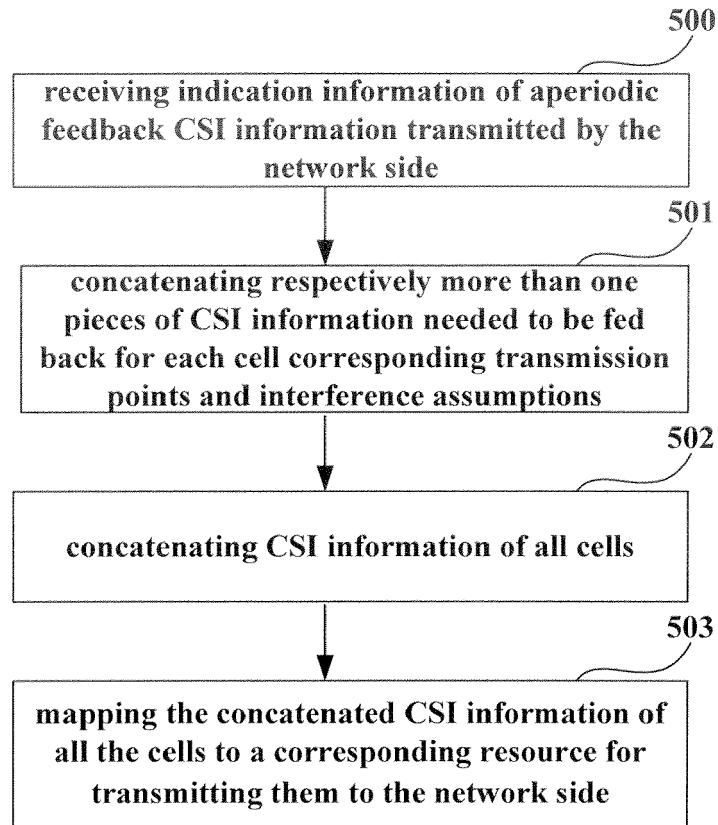 500
receiving indication information of aperiodic
feedback CSI information transmitted by the
network side
501
concatenating respectively more than one
pieces of CSI information needed to be fed
back for each cell corresponding transmission
points and interference assumptions
502
concatenating CSI information of all cells
503
mapping the concatenated CSI information of
all the cells to a corresponding resource for
transmitting them to the network side